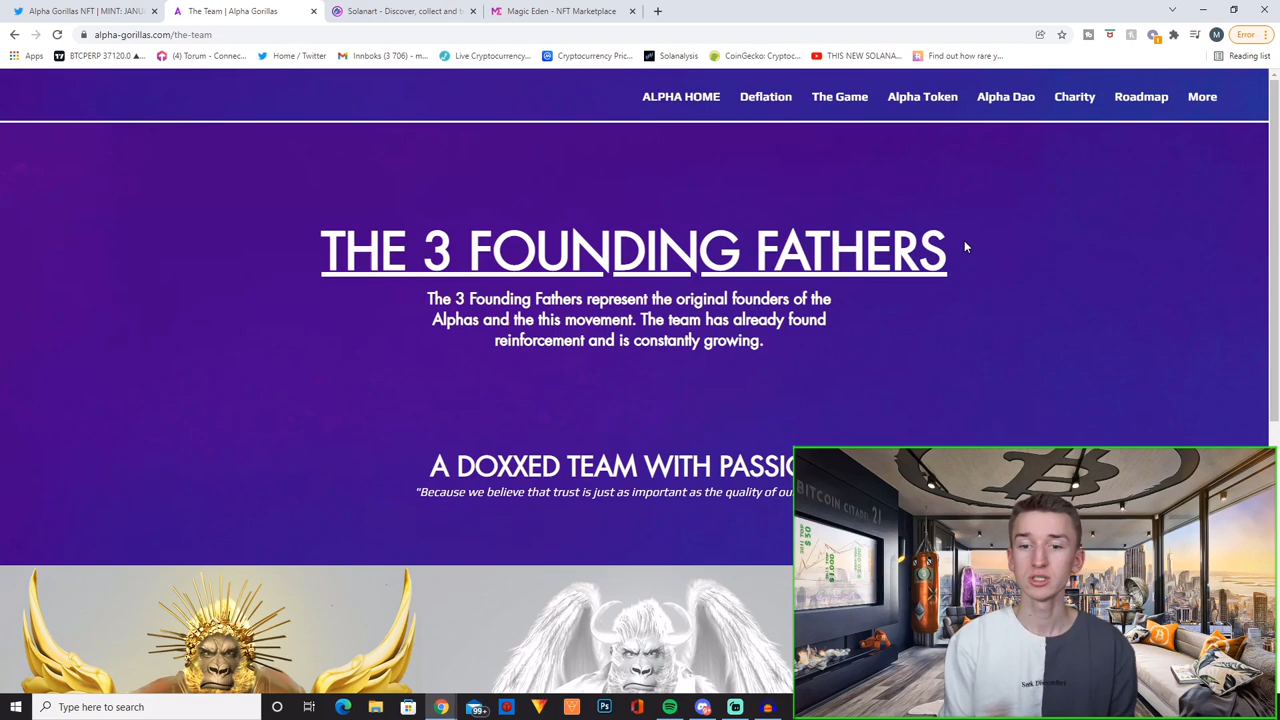 Alpha Gorillas NFT | MINT: JANU
The Team | Alpha Gorillas
Solanart - Discover, collect and t
Magic Eden - NFT Marketplace
alpha-gorillas.com/the-team
Error
Apps
BTCPERP 37120.0 ▲...
(4) Torum - Connec...
Home / Twitter
Innboks (3 706) - m...
Live Cryptocurrency...
Cryptocurrency Pric...
Solanalysis
CoinGecko: Cryptoc...
THIS NEW SOLANA...
Find out how rare y...
Reading list
ALPHA HOME
Deflation
The Game
Alpha Token
Alpha Dao
Charity
Roadmap
More
THE 3 FOUNDING FATHERS
The 3 Founding Fathers represent the original founders of the
Alphas and the this movement. The team has already found
reinforcement and is constantly growing.
A DOXXED TEAM WITH PASSIO
"Because we believe that trust is just as important as the quality of ou
BITCOIN CITADEL 21
Type here to search
99+